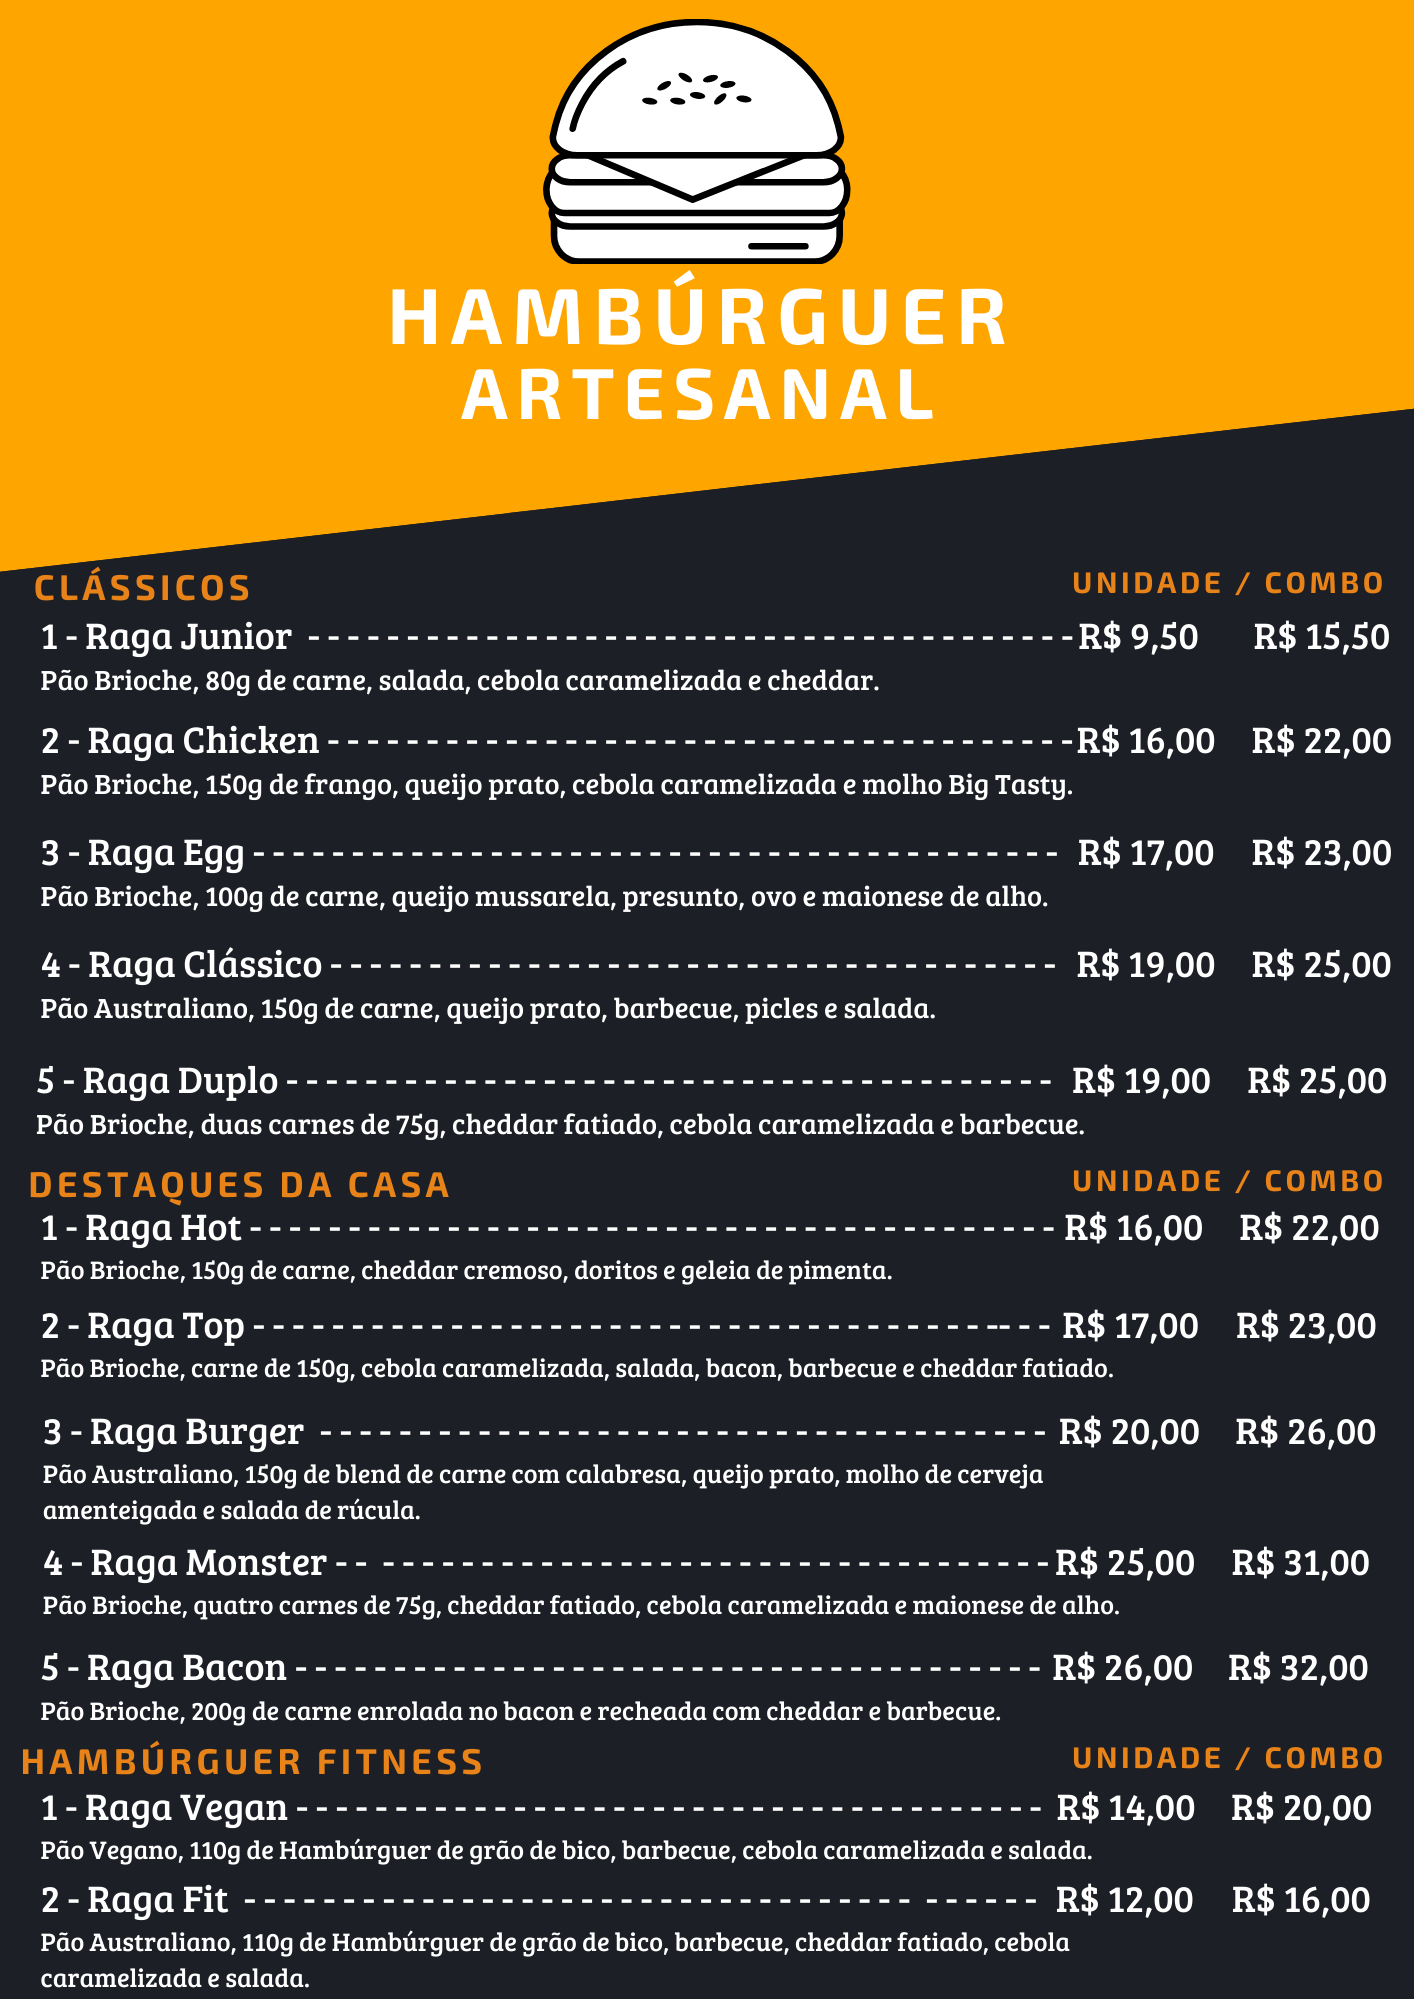 HAMBÚRGUER
ARTESANAL
CLÁSSICOS UNIDADE / COMBO
1 - Raga Junior -------------------------------------- R$ 9,50 R$ 15,50
Pão Brioche, 80g de carne, salada, cebola caramelizada e cheddar.
2 - Raga Chicken ------------------------------------- R$ 16,00 R$ 22,00
Pão Brioche, 150g de frango, queijo prato, cebola caramelizada e molho Big Tasty.
3 - Raga Egg ---------------------------------------- R$ 17,00 R$ 23,00
Pão Brioche, 100g de carne, queijo mussarela, presunto, ovo e maionese de alho.
4 - Raga Clássico ------------------------------------ R$ 19,00 R$ 25,00
Pão Australiano, 150g de carne, queijo prato, barbecue, picles e salada.
5 - Raga Duplo -------------------------------------- R$ 19,00 R$ 25,00
Pão Brioche, duas carnes de 75g, cheddar fatiado, cebola caramelizada e barbecue.
DESTAQUES DA CASA UNIDADE / COMBO
1 - Raga Hot ---------------------------------------- R$ 16,00 R$ 22,00
Pão Brioche, 150g de carne, cheddar cremoso, doritos e geleia de pimenta.
2 - Raga Top ---------------------------------------- R$ 17,00 R$ 23,00
Pão Brioche, carne de 150g, cebola caramelizada, salada, bacon, barbecue e cheddar fatiado.
3 - Raga Burger ------------------------------------ R$ 20,00 R$ 26,00
Pão Australiano, 150g de blend de carne com calabresa, queijo prato, molho de cerveja
amenteigada e salada de rúcula.
4 - Raga Monster -- ---------------------------------- R$ 25,00 R$ 31,00
Pão Brioche, quatro carnes de 75g, cheddar fatiado, cebola caramelizada e maionese de alho.
5 - Raga Bacon ------------------------------------- R$ 26,00 R$ 32,00
Pão Brioche, 200g de carne enrolada no bacon e recheada com cheddar e barbecue.
HAMBÚRGUER FITNESS UNIDADE / COMBO
1 - Raga Vegan ------------------------------------- R$ 14,00 R$ 20,00
Pão Vegano, 110g de Hambúrguer de grão de bico, barbecue, cebola caramelizada e salada.
2 - Raga Fit ---------------------------------- ------ R$ 12,00 R$ 16,00
Pão Australiano, 110g de Hambúrguer de grão de bico, barbecue, cheddar fatiado, cebola
caramelizada e salada.